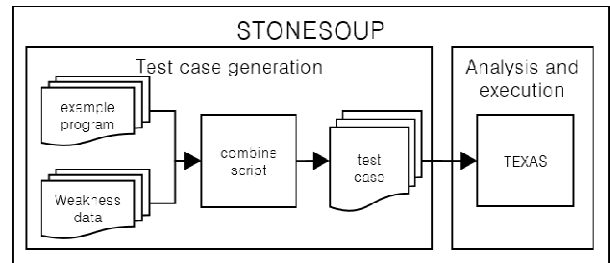 STONESOUP
Test case generation
example
program
Weakness
data
combine
script
test
case
Analysis and
execution
TEXAS